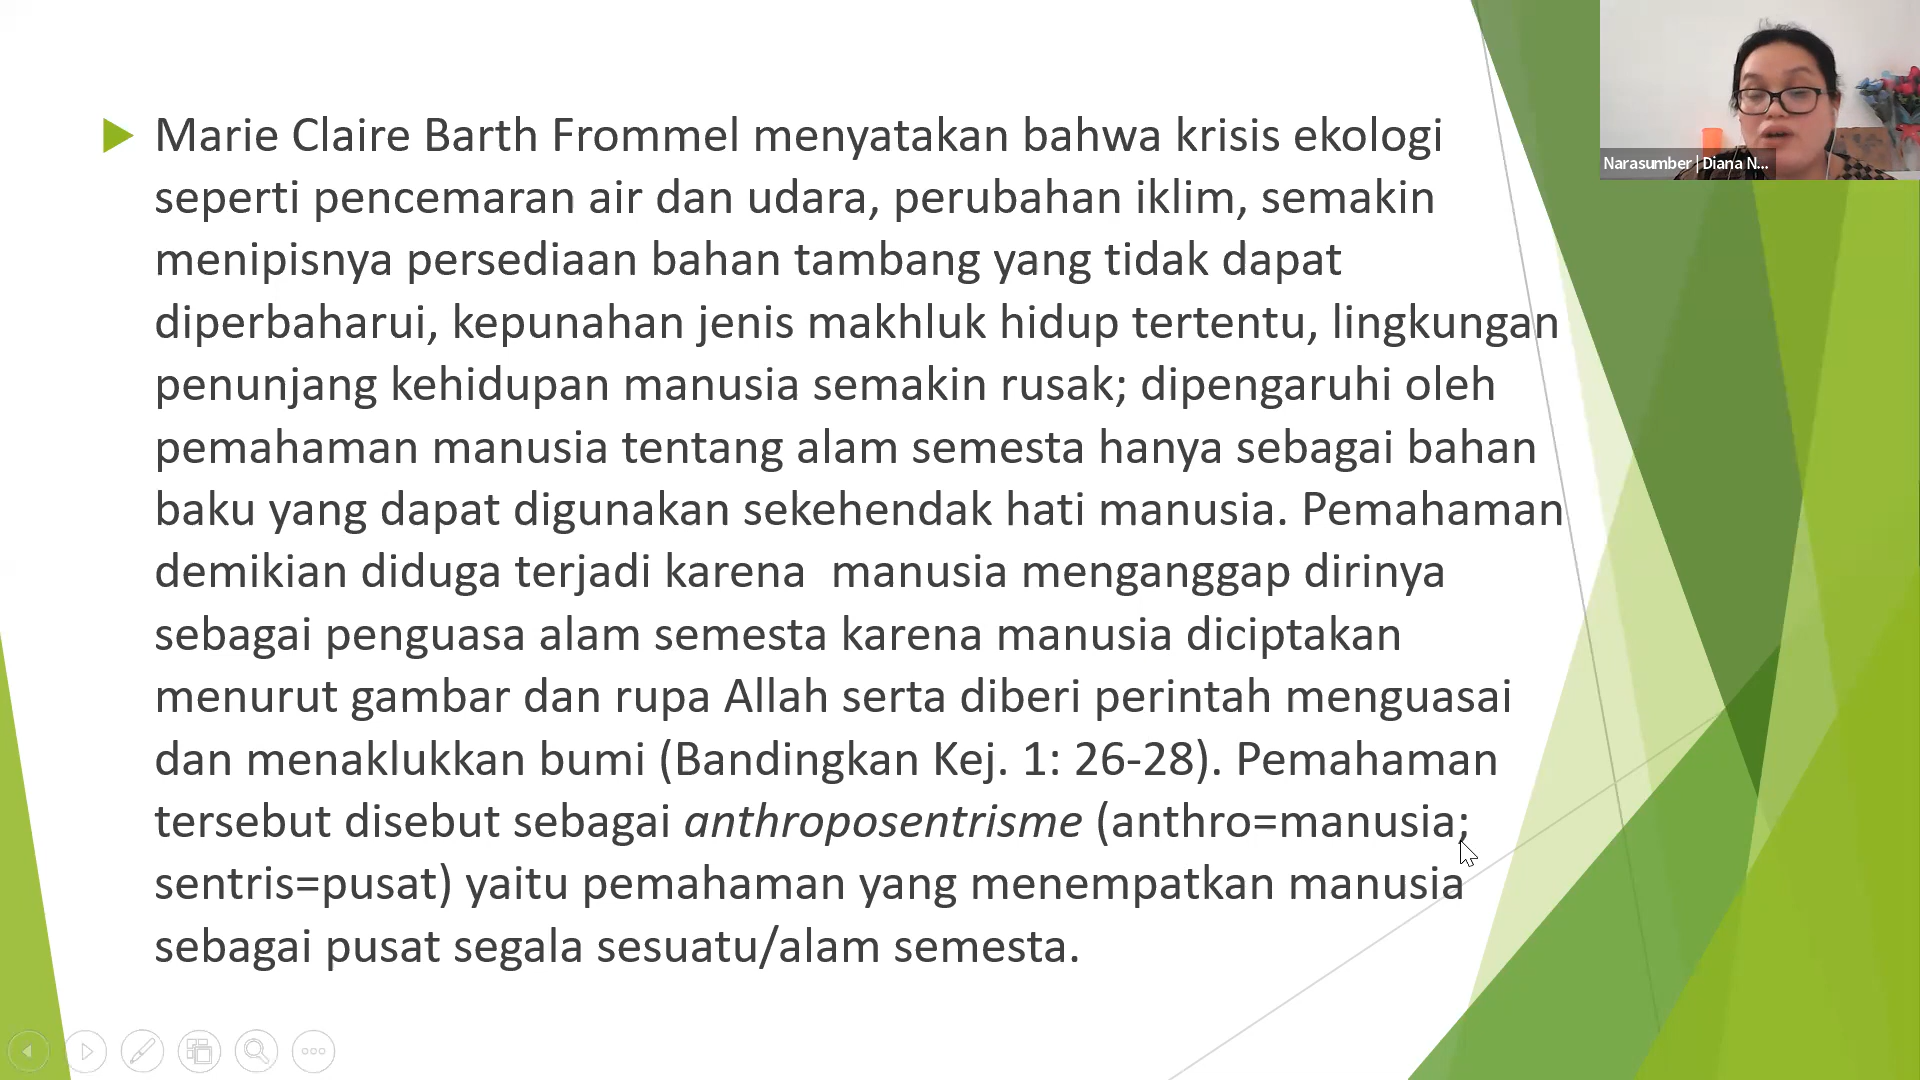 Marie Claire Barth Frommel menyatakan bahwa krisis ekologi
seperti pencemaran air dan udara, perubahan iklim, semakin
menipisnya persediaan bahan tambang yang tidak dapat
diperbaharui, kepunahan jenis makhluk hidup tertentu, lingkungan
penunjang kehidupan manusia semakin rusak; dipengaruhi oleh
pemahaman manusia tentang alam semesta hanya sebagai bahan
baku yang dapat digunakan sekehendak hati manusia. Pemahaman
demikian diduga terjadi karena  manusia menganggap dirinya
sebagai penguasa alam semesta karena manusia diciptakan
menurut gambar dan rupa Allah serta diberi perintah menguasai
dan menaklukkan bumi (Bandingkan Kej. 1: 26-28). Pemahaman
tersebut disebut sebagai anthroposentrisme (anthro=manusia;
sentris=pusat) yaitu pemahaman yang menempatkan manusia
sebagai pusat segala sesuatu/alam semesta.
Narasumber | Diana N...